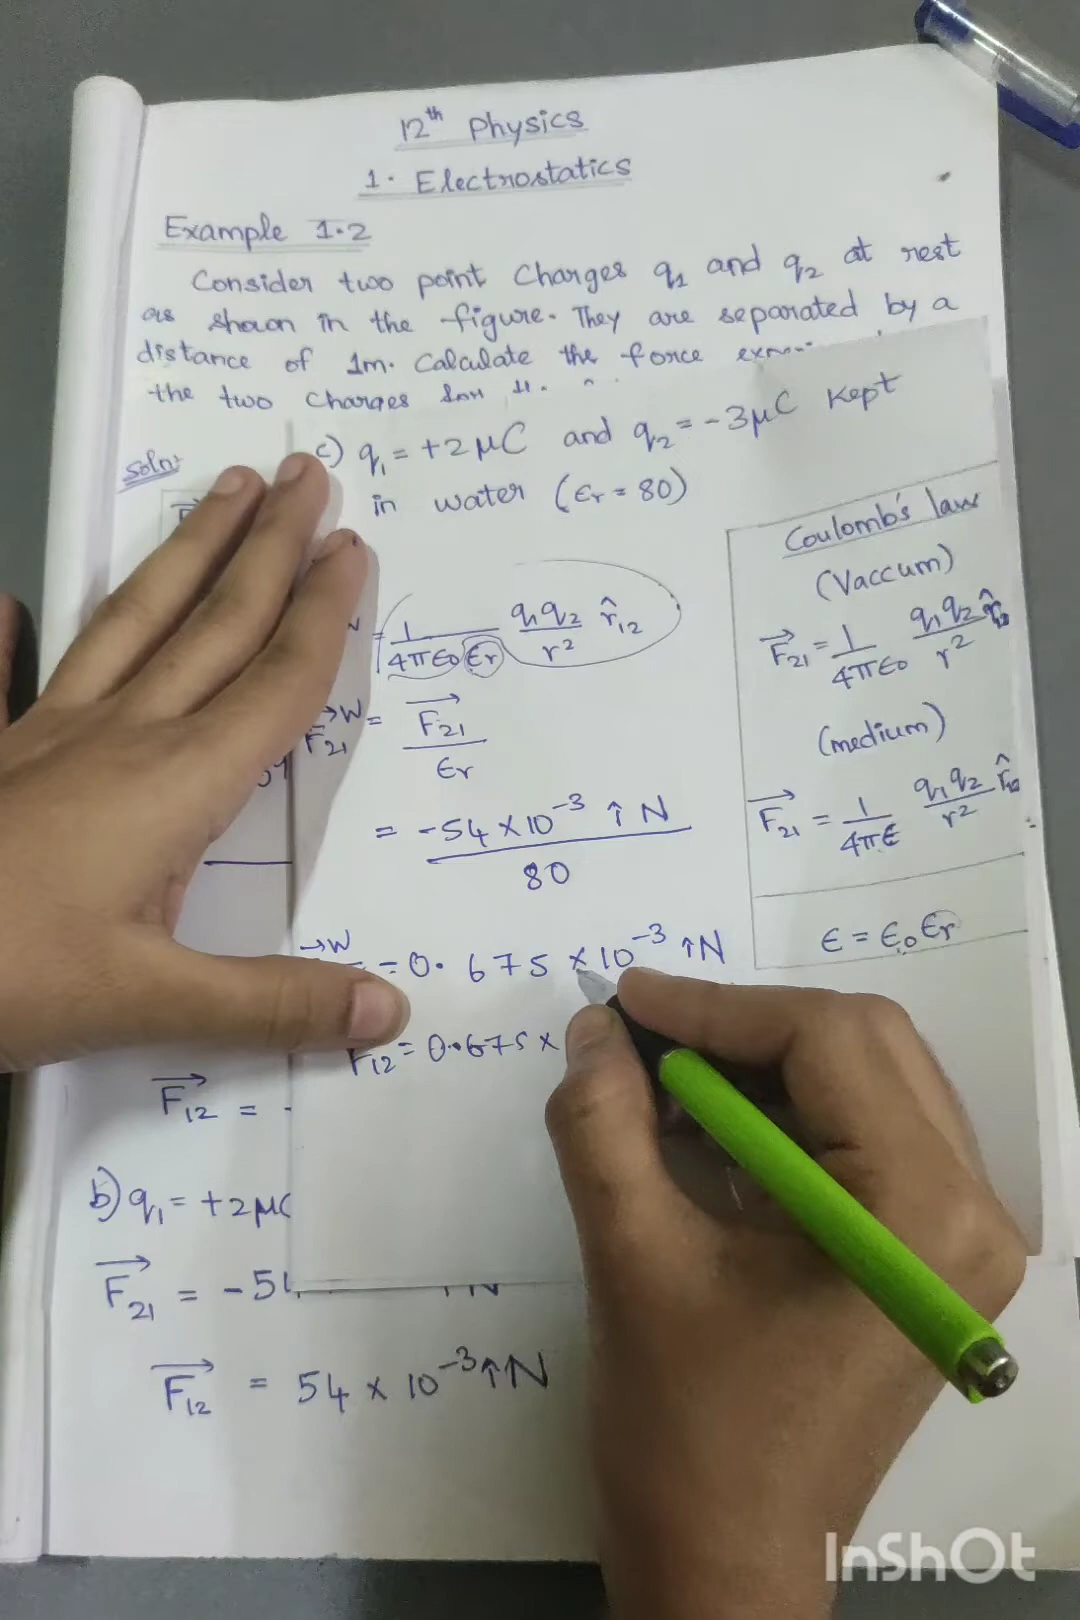 12th Physics
1. Electrostatics
Example 1.2
Consider two point charges q1 and q2 at rest
as shown in the figure. They are separated by a
distance of 1m. Calculate the force
the two charges
Soln:
c) q1 = +2μC and q2 = -3μC kept
in water (εr = 80)
= 1/4πε0εr q1q2/r² r̂12
F21 W = F21/εr
= -54 × 10⁻³ î N / 80
W = 0.675 × 10⁻³ î N
F12 = 0.675 ×
F12 = -
b) q1 = +2μC
F21 = -54
F12 = 54 × 10⁻³ î N
Coulomb's law
(Vaccum)
F21 = 1/4πε0 q1q2/r² r̂12
(medium)
F21 = 1/4πε q1q2/r² r̂12
ε = ε0εr
InShOt